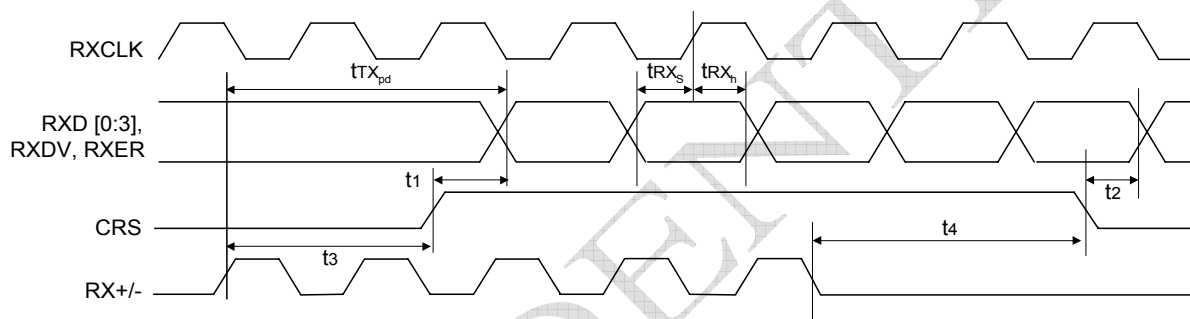 RXCLK
tTXpd
tRXS
tRXh
RXD [0:3],
RXDV, RXER
t1
t2
CRS
t3
t4
RX+/-